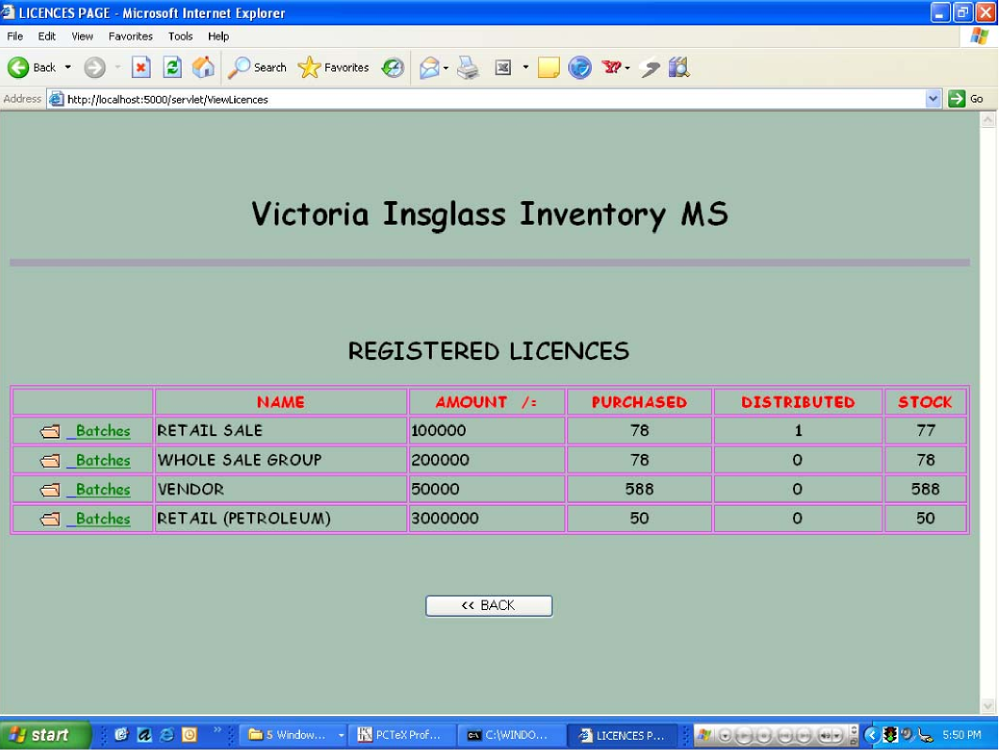 LICENCES PAGE - Microsoft Internet Explorer
File Edit View Favorites Tools Help
Back Search Favorites
Address http://localhost:5000/servlet/ViewLicences Go
Victoria Insglass Inventory MS
REGISTERED LICENCES
NAME AMOUNT /= PURCHASED DISTRIBUTED STOCK
Batches RETAIL SALE 100000 78 1 77
Batches WHOLE SALE GROUP 200000 78 0 78
Batches VENDOR 50000 588 0 588
Batches RETAIL (PETROLEUM) 3000000 50 0 50
<< BACK
start 5 Window... PCTeX Prof... C:\WINDO... LICENCES P... 5:50 PM